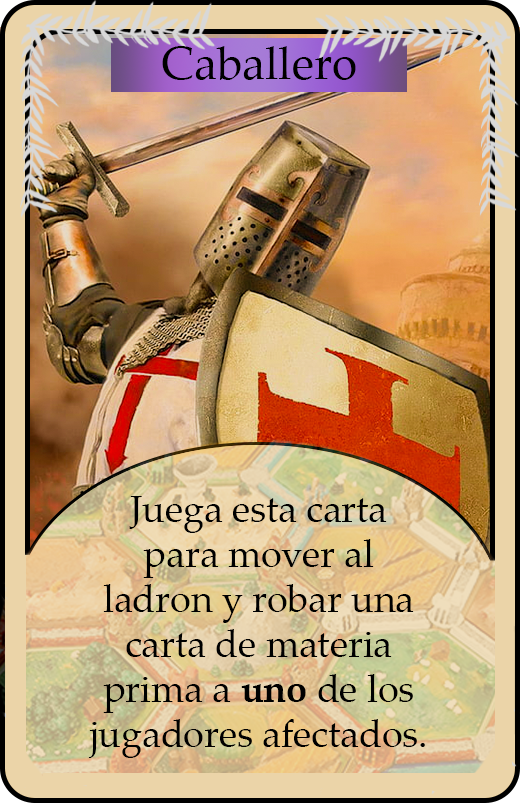 Caballero
Juega esta carta
para mover al
ladron y robar una
carta de materia
prima a uno de los
jugadores afectados.